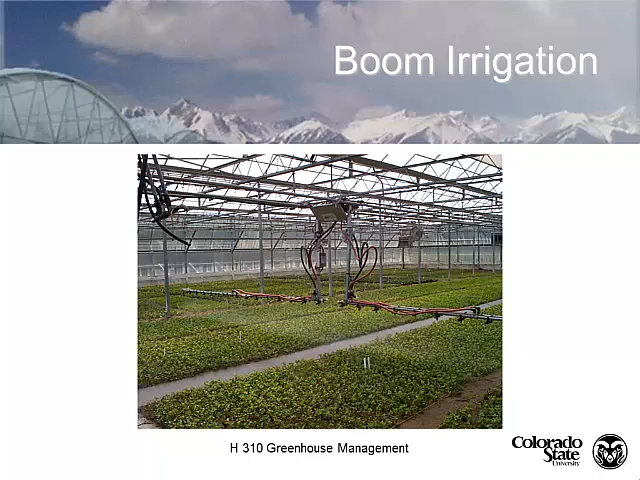 Boom Irrigation
H 310 Greenhouse Management
Colorado
State
University